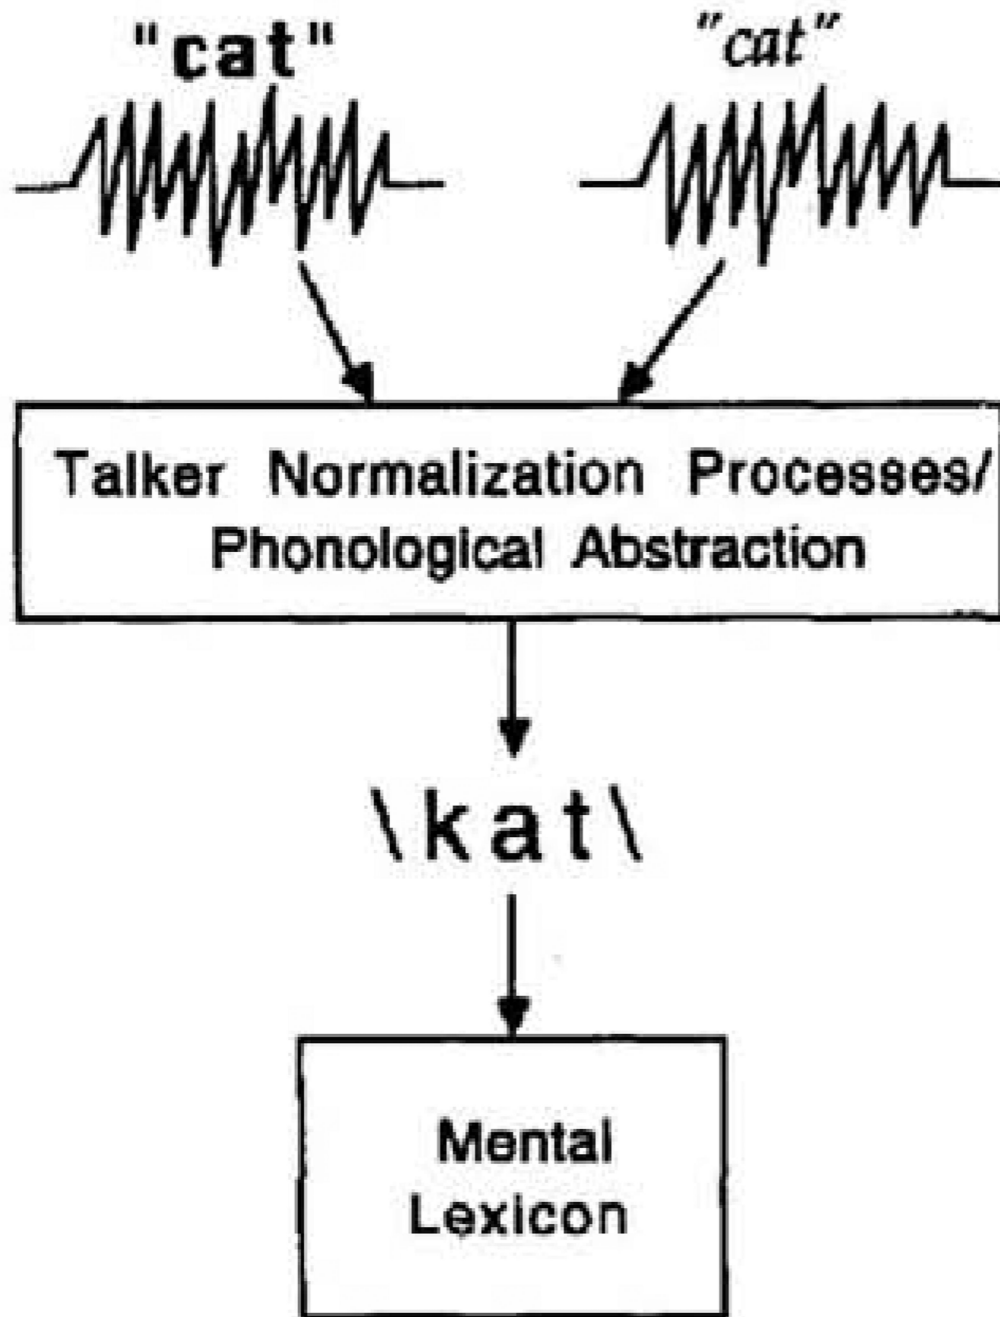 "cat" "cat"
Talker Normalization Processes/
Phonological Abstraction
\kat\
Mental
Lexicon